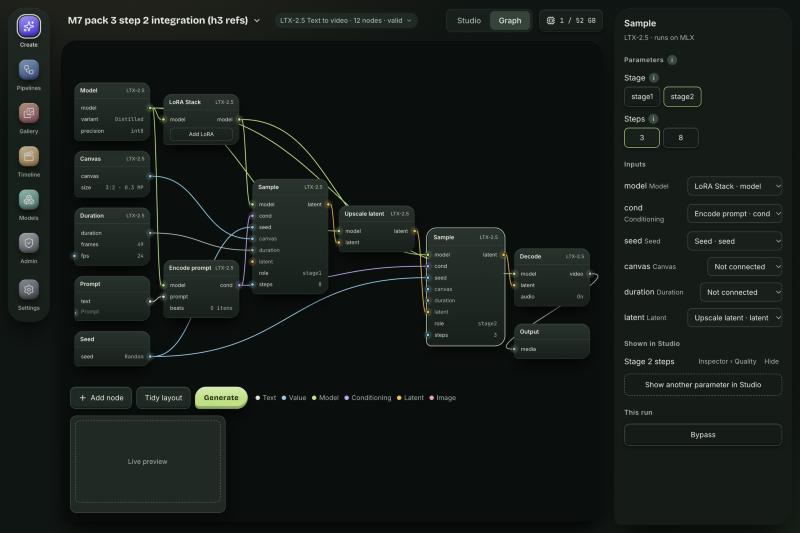 M7 pack 3 step 2 integration (h3 refs)
LTX-2.5 Text to video · 12 nodes · valid
Studio
Graph
1 / 52 GB
Create
Pipelines
Gallery
Timeline
Models
Admin
Settings
Model LTX-2.5
model
variant Distilled
precision int8
LoRA Stack LTX-2.5
model model
Add LoRA
Canvas LTX-2.5
canvas
size 3:2 · 0.3 MP
Duration LTX-2.5
duration
frames 49
fps 24
Prompt LTX-2.5
text
Prompt
Seed LTX-2.5
seed Random
Encode prompt LTX-2.5
model cond
prompt
beats 0 items
Sample LTX-2.5
model latent
cond
seed
canvas
duration
latent
role stage1
steps 8
Upscale latent LTX-2.5
model latent
latent
Sample LTX-2.5
model latent
cond
seed
canvas
duration
latent
role stage2
steps 3
Decode LTX-2.5
model video
latent
audio On
Output LTX-2.5
media
Add node
Tidy layout
Generate
Text
Value
Model
Conditioning
Latent
Image
Live preview
Sample
LTX-2.5 · runs on MLX
Parameters i
Stage i
stage1 stage2
Steps i
3 8
Inputs
model Model LoRA Stack · model
cond Conditioning Encode prompt · cond
seed Seed Seed · seed
canvas Canvas Not connected
duration Duration Not connected
latent Latent Upscale latent · latent
Shown in Studio
Stage 2 steps Inspector › Quality Hide
Show another parameter in Studio
This run
Bypass